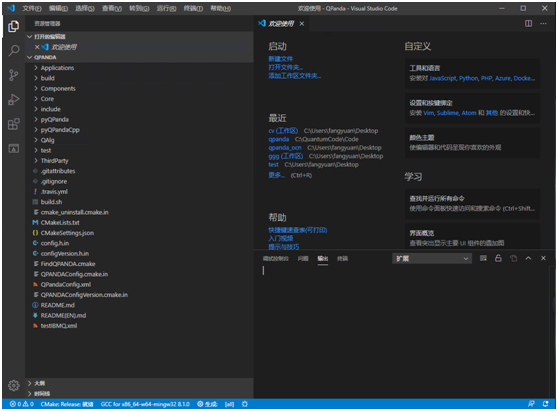 文件(F) 编辑(E) 选择(S) 查看(V) 转到(G) 运行(R) 终端(T) 帮助(H) 欢迎使用 - QPanda - Visual Studio Code
资源管理器
打开的编辑器
欢迎使用
QPANDA
Applications
build
Components
Core
include
pyQPanda
pyQPandaCpp
QAlg
test
ThirdParty
.gitattributes
.gitignore
.travis.yml
build.sh
cmake_uninstall.cmake.in
CMakeLists.txt
CMakeSettings.json
config.h.in
configVersion.h.in
FindQPANDA.cmake
QPANDAConfig.cmake.in
QPandaConfig.xml
QPANDAConfigVersion.cmake.in
README.md
README(EN).md
testIBMQ.xml
大纲
时间线
欢迎使用
启动
新建文件
打开文件夹...
添加工作区文件夹...
最近
cv (工作区) C:\Users\fangyuan\Desktop
qpanda C:\QuantumCode\Code
qpanda_ocn C:\Users\fangyuan\Desktop
ggg (工作区) C:\Users\fangyuan\Desktop
test C:\Users\fangyuan\Desktop
更多... (Ctrl+R)
帮助
快捷键速查表(可打印)
入门视频
提示与技巧
自定义
工具和语言
安装对 JavaScript, Python, PHP, Azure, Docke...
设置和按键绑定
安装 Vim, Sublime, Atom 和 其他 的设置和快...
颜色主题
使编辑器和代码呈现你喜欢的外观
学习
查找并运行所有命令
使用命令面板快速访问和搜索命令 (Ctrl+Shift...
界面概览
查看突出显示主要 UI 组件的叠加图
调试控制台 问题 输出 终端 扩展
0 0 CMake: Release: 就绪 GCC for x86_64-w64-mingw32 8.1.0 生成: [all]